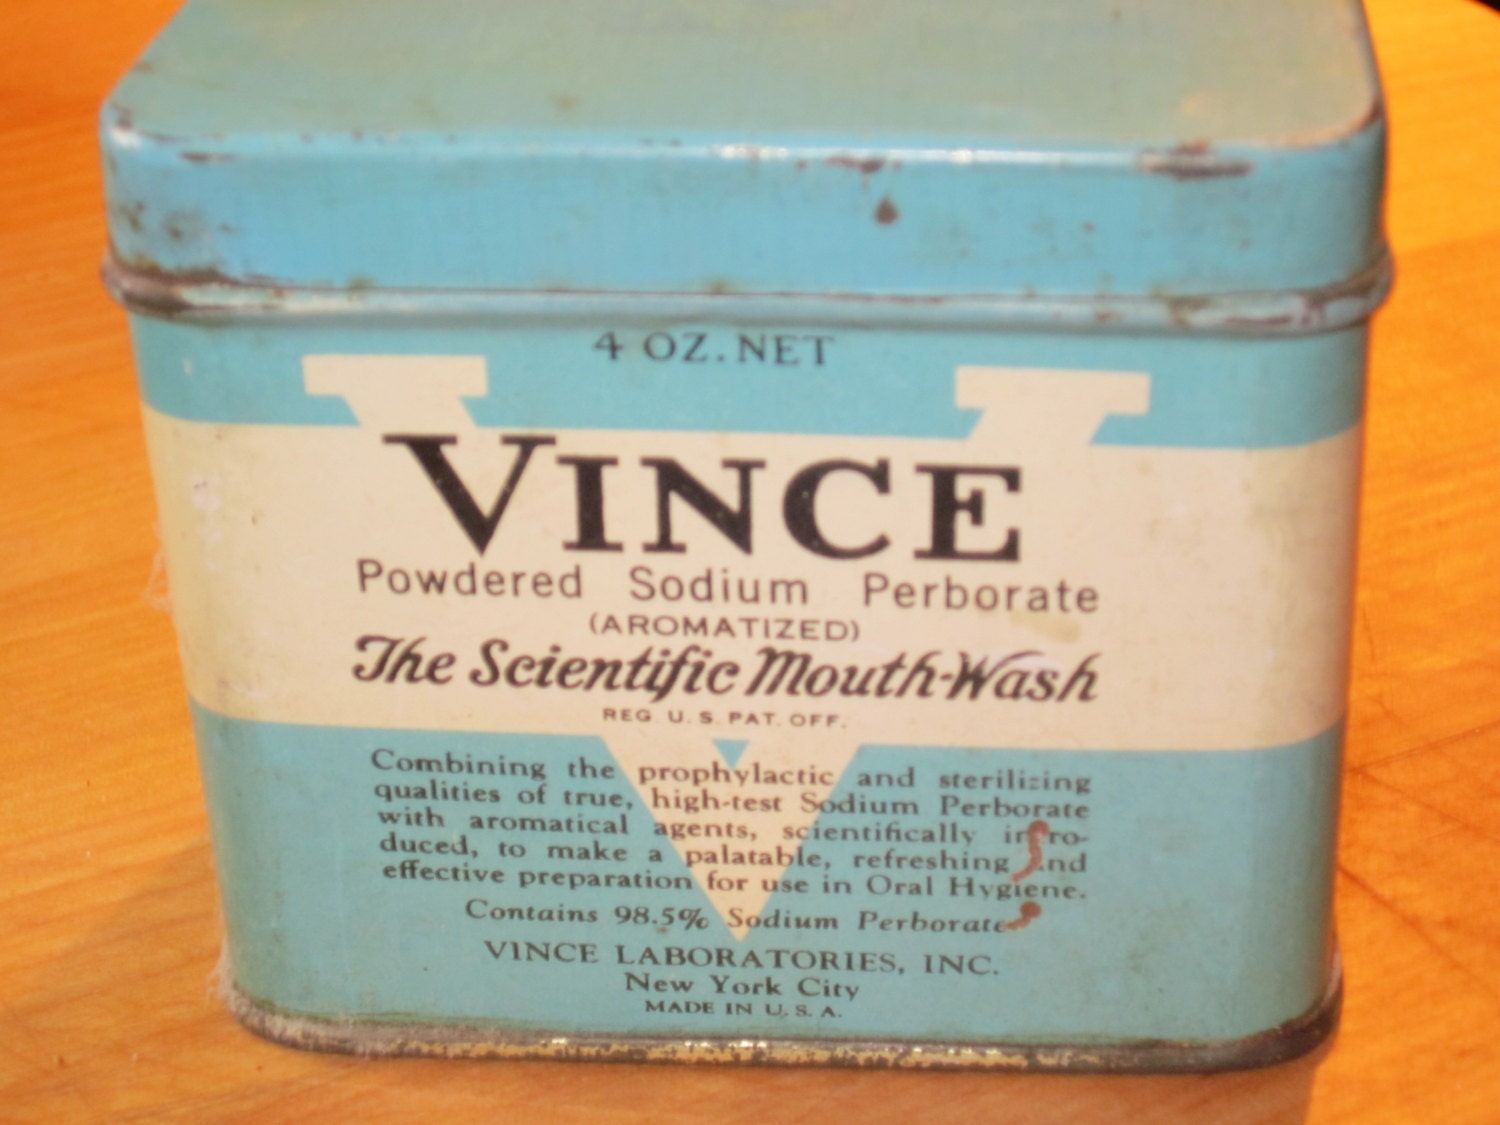 4 OZ. NET
VINCE
Powdered Sodium Perborate
(AROMATIZED)
The Scientific Mouth-Wash
REG. U. S. PAT. OFF.
Combining the prophylactic and sterilizing
qualities of true, high-test Sodium Perborate
with aromatical agents, scientifically intro-
duced, to make a palatable, refreshing and
effective preparation for use in Oral Hygiene.
Contains 98.5% Sodium Perborate
VINCE LABORATORIES, INC.
New York City
MADE IN U. S. A.